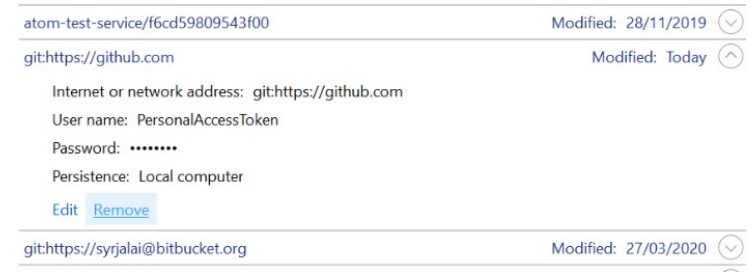 atom-test-service/f6cd59809543f00 Modified: 28/11/2019
git:https://github.com Modified: Today
Internet or network address: git:https://github.com
User name: PersonalAccessToken
Password: ••••••••
Persistence: Local computer
Edit Remove
git:https://syrjalai@bitbucket.org Modified: 27/03/2020